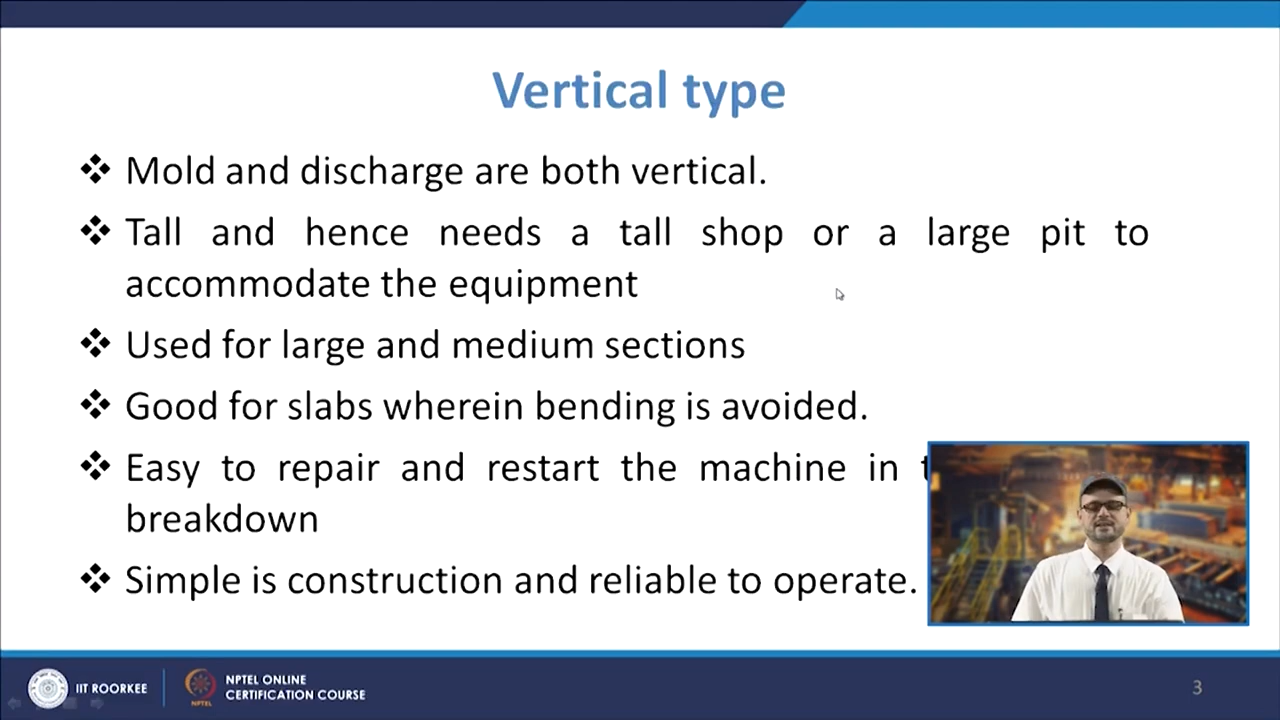 Vertical type
❖ Mold and discharge are both vertical.
❖ Tall and hence needs a tall shop or a large pit to
accommodate the equipment
❖ Used for large and medium sections
❖ Good for slabs wherein bending is avoided.
❖ Easy to repair and restart the machine in
breakdown
❖ Simple is construction and reliable to operate.
IIT ROORKEE
NPTEL
NPTEL ONLINE
CERTIFICATION COURSE
3